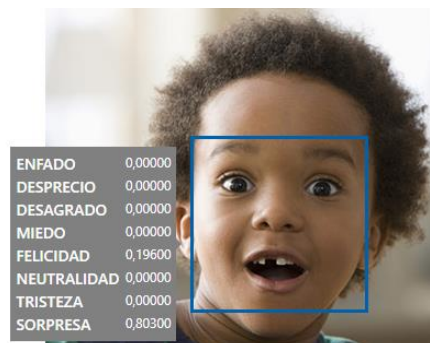 ENFADO 0,00000
DESPRECIO 0,00000
DESAGRADO 0,00000
MIEDO 0,00000
FELICIDAD 0,19600
NEUTRALIDAD 0,00000
TRISTEZA 0,00000
SORPRESA 0,80300